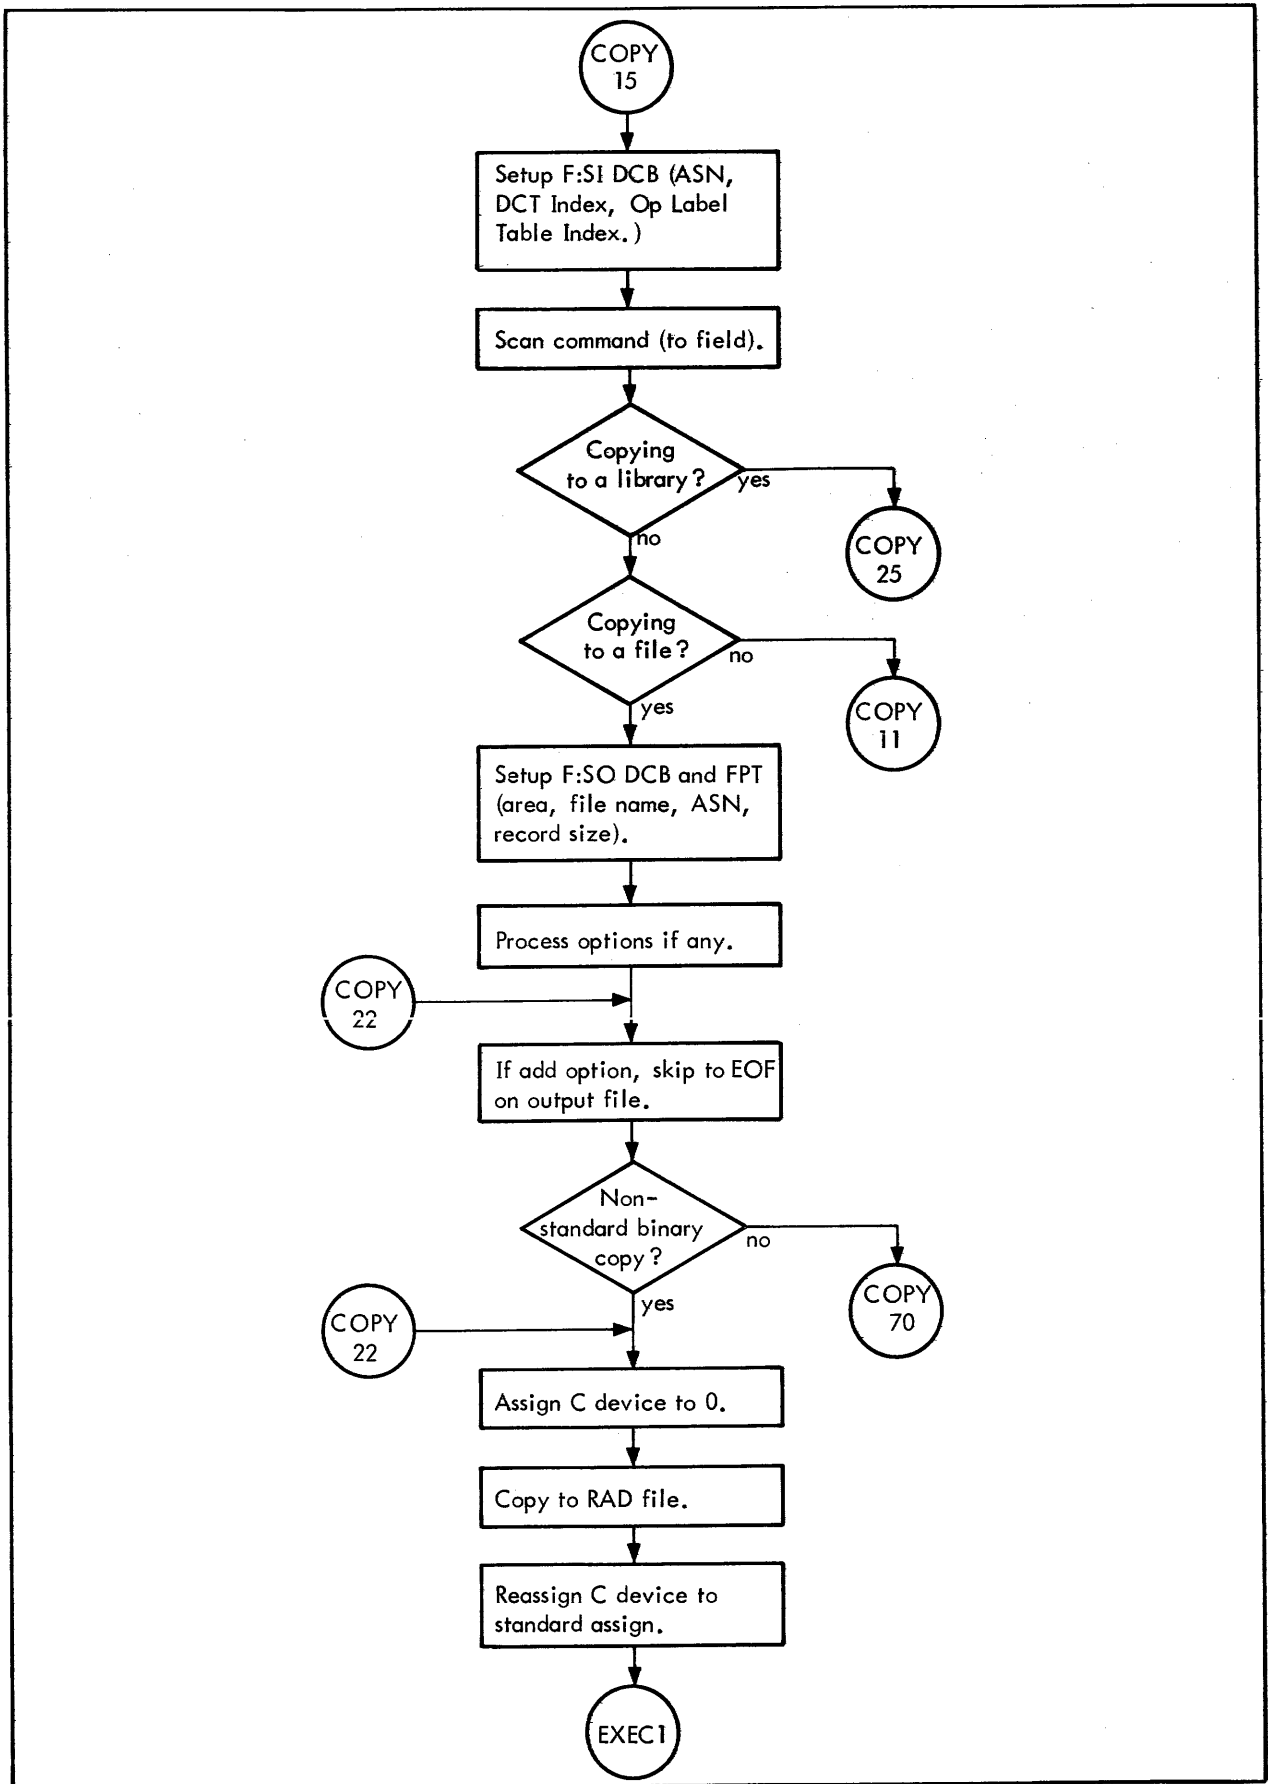 COPY
15
Setup F:SI DCB (ASN,
DCT Index, Op Label
Table Index.)
Scan command (to field).
Copying
to a library?
yes
no
COPY
25
Copying
to a file?
no
yes
COPY
11
Setup F:SO DCB and FPT
(area, file name, ASN,
record size).
Process options if any.
COPY
22
If add option, skip to EOF
on output file.
Non-
standard binary
copy?
no
yes
COPY
70
COPY
22
Assign C device to 0.
Copy to RAD file.
Reassign C device to
standard assign.
EXEC1